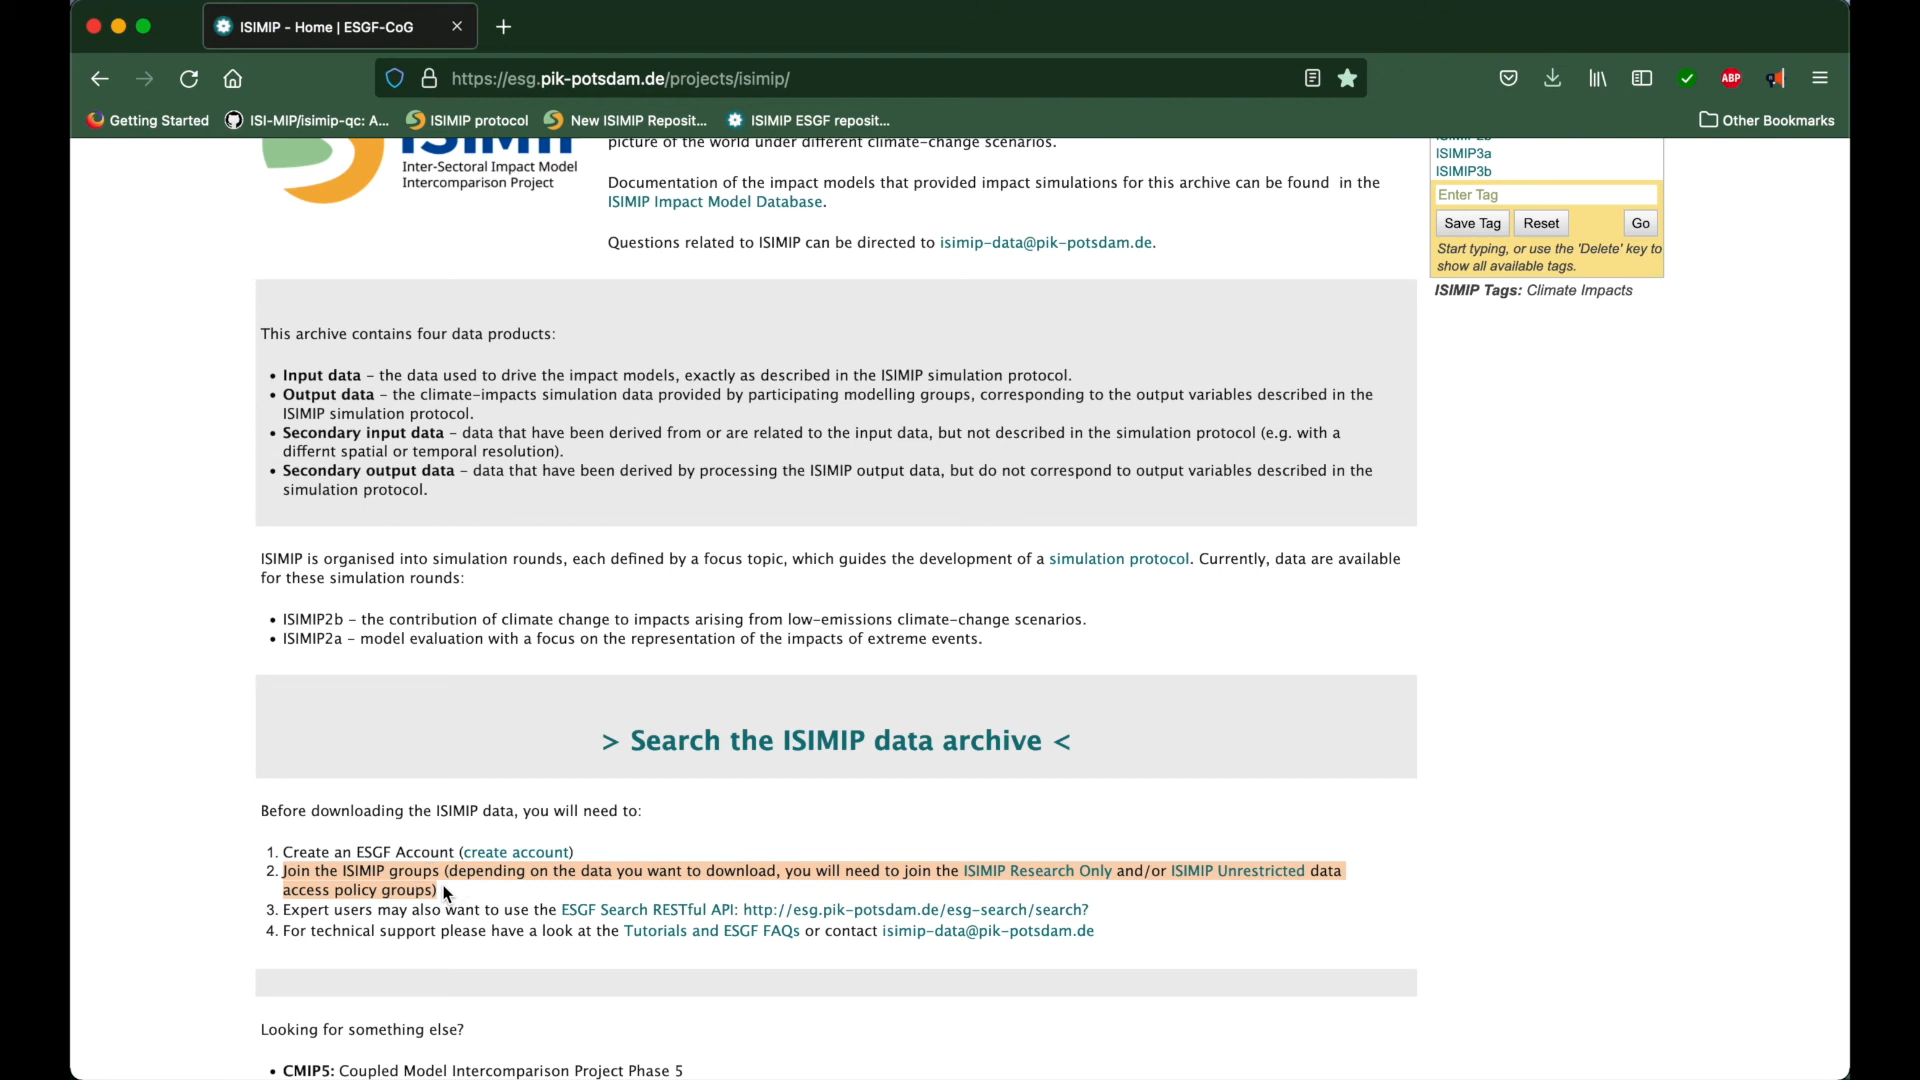 ISIMIP - Home | ESGF-CoG
https://esg.pik-potsdam.de/projects/isimip/
ABP
Getting Started
ISI-MIP/isimip-qc: A...
ISIMIP protocol
New ISIMIP Reposit...
ISIMIP ESGF reposit...
Other Bookmarks
ISIMIP
Inter-Sectoral Impact Model
Intercomparison Project
picture of the world under different climate-change scenarios.
Documentation of the impact models that provided impact simulations for this archive can be found in the
ISIMIP Impact Model Database.
Questions related to ISIMIP can be directed to isimip-data@pik-potsdam.de.
ISIMIP3a
ISIMIP3b
Enter Tag
Save Tag
Reset
Go
Start typing, or use the 'Delete' key to
show all available tags.
ISIMIP Tags: Climate Impacts
This archive contains four data products:
• Input data – the data used to drive the impact models, exactly as described in the ISIMIP simulation protocol.
• Output data – the climate-impacts simulation data provided by participating modelling groups, corresponding to the output variables described in the
ISIMIP simulation protocol.
• Secondary input data – data that have been derived from or are related to the input data, but not described in the simulation protocol (e.g. with a
differnt spatial or temporal resolution).
• Secondary output data – data that have been derived by processing the ISIMIP output data, but do not correspond to output variables described in the
simulation protocol.
ISIMIP is organised into simulation rounds, each defined by a focus topic, which guides the development of a simulation protocol. Currently, data are available
for these simulation rounds:
• ISIMIP2b – the contribution of climate change to impacts arising from low-emissions climate-change scenarios.
• ISIMIP2a – model evaluation with a focus on the representation of the impacts of extreme events.
> Search the ISIMIP data archive <
Before downloading the ISIMIP data, you will need to:
1. Create an ESGF Account (create account)
2. Join the ISIMIP groups (depending on the data you want to download, you will need to join the ISIMIP Research Only and/or ISIMIP Unrestricted data
access policy groups)
3. Expert users may also want to use the ESGF Search RESTful API: http://esg.pik-potsdam.de/esg-search/search?
4. For technical support please have a look at the Tutorials and ESGF FAQs or contact isimip-data@pik-potsdam.de
Looking for something else?
• CMIP5: Coupled Model Intercomparison Project Phase 5